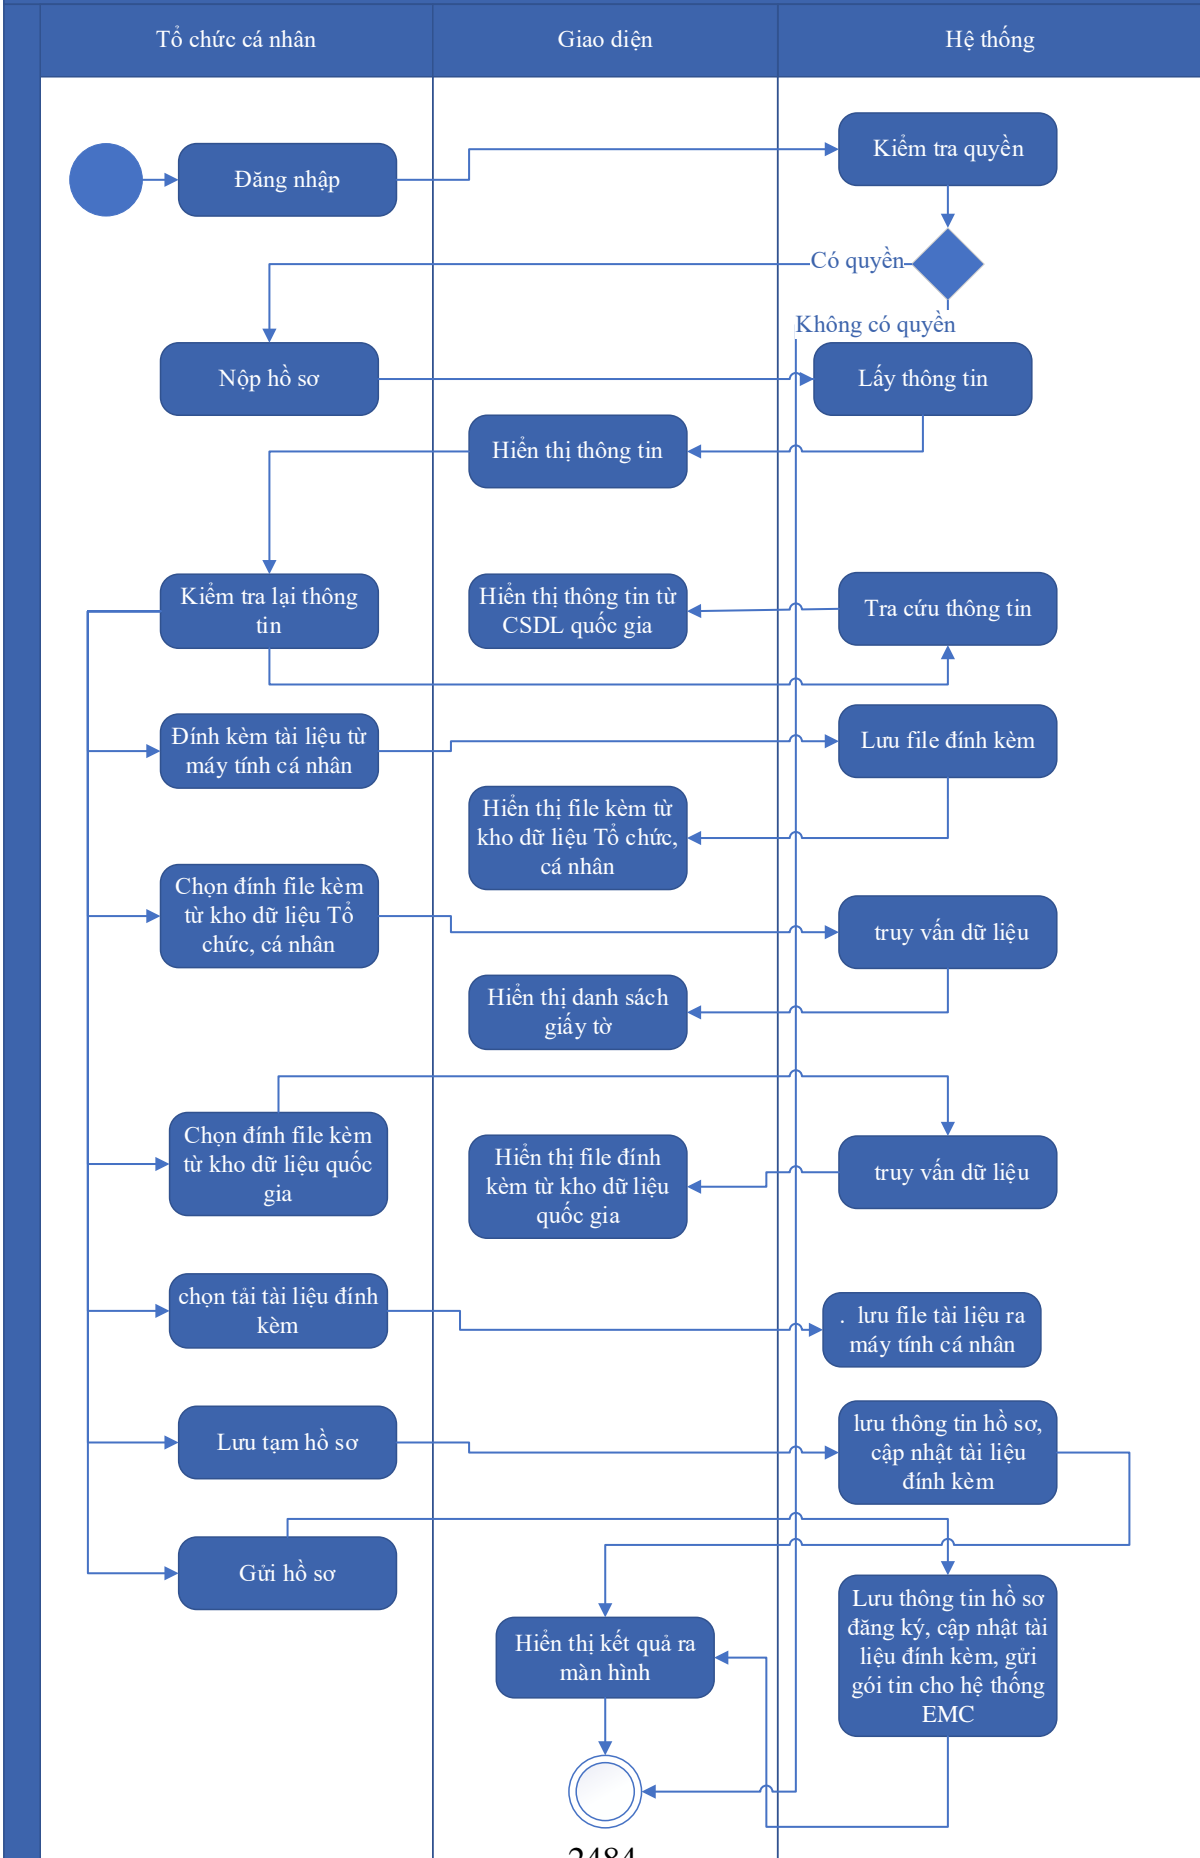 Tổ chức cá nhân
Giao diện
Hệ thống
Kiểm tra quyền
Đăng nhập
Có quyền
Không có quyền
Nộp hồ sơ
Lấy thông tin
Hiển thị thông tin
Kiểm tra lại thông
tin
Hiển thị thông tin từ
CSDL quốc gia
Tra cứu thông tin
Đính kèm tài liệu từ
máy tính cá nhân
Lưu file đính kèm
Hiển thị file kèm từ
kho dữ liệu Tổ chức,
cá nhân
Chọn đính file kèm
từ kho dữ liệu Tổ
chức, cá nhân
truy vấn dữ liệu
Hiển thị danh sách
giấy tờ
Chọn đính file kèm
từ kho dữ liệu quốc
gia
Hiển thị file đính
kèm từ kho dữ liệu
quốc gia
truy vấn dữ liệu
chọn tải tài liệu đính
kèm
. lưu file tài liệu ra
máy tính cá nhân
Lưu tạm hồ sơ
lưu thông tin hồ sơ,
cập nhật tài liệu
đính kèm
Gửi hồ sơ
Lưu thông tin hồ sơ
đăng ký, cập nhật tài
liệu đính kèm, gửi
gói tin cho hệ thống
EMC
Hiển thị kết quả ra
màn hình
2484